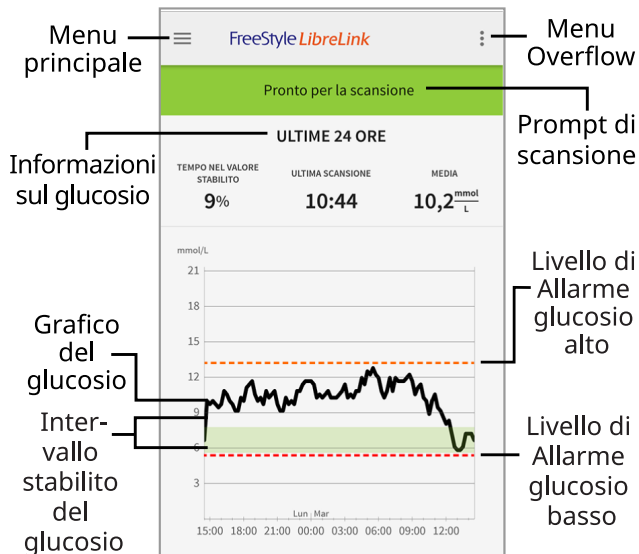 Menu
principale
FreeStyle LibreLink
Menu
Overflow
Pronto per la scansione
Prompt di
scansione
ULTIME 24 ORE
Informazioni
sul glucosio
TEMPO NEL VALORE
STABILITO
9%
ULTIMA SCANSIONE
10:44
MEDIA
10,2 mmol
L
mmol/L
21
18
15
12
9
6
3
Livello di
Allarme
glucosio
alto
Grafico
del
glucosio
Inter-
vallo
stabilito
del
glucosio
Livello di
Allarme
glucosio
basso
Lun Mar
15:00 18:00 21:00 00:00 03:00 06:00 09:00 12:00